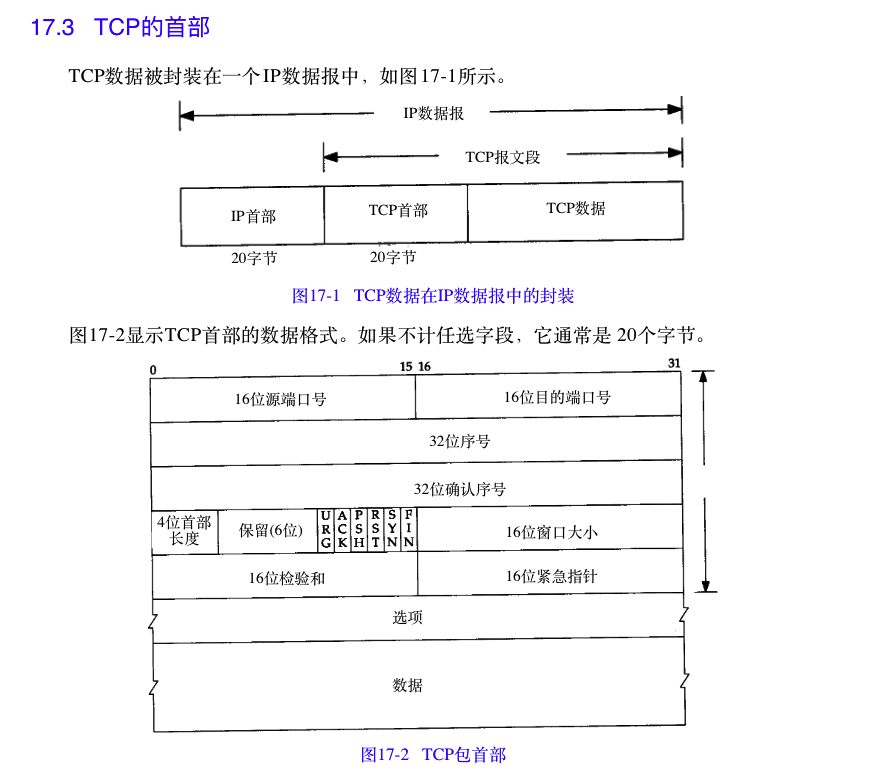 17.3 TCP的首部
TCP数据被封装在一个IP数据报中，如图17-1所示。
IP数据报
TCP报文段
IP首部 TCP首部 TCP数据
20字节 20字节
图17-1 TCP数据在IP数据报中的封装
图17-2显示TCP首部的数据格式。如果不计任选字段，它通常是 20个字节。
0 15 16 31
16位源端口号 16位目的端口号
32位序号
32位确认序号
4位首部长度 保留(6位) URG ACK PSH RST SYN FIN 16位窗口大小
16位检验和 16位紧急指针
选项
数据
图17-2 TCP包首部